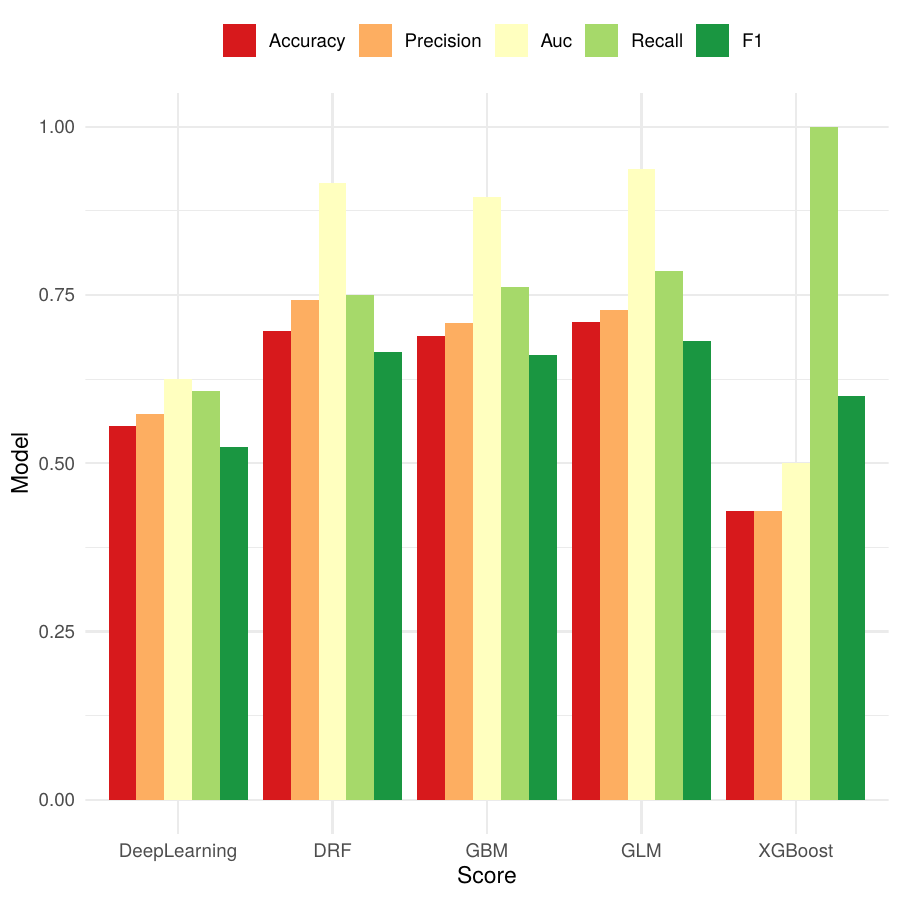 Accuracy Precision Auc Recall F1
1.00
0.75
0.50
0.25
0.00
Model
DeepLearning DRF GBM GLM XGBoost
Score